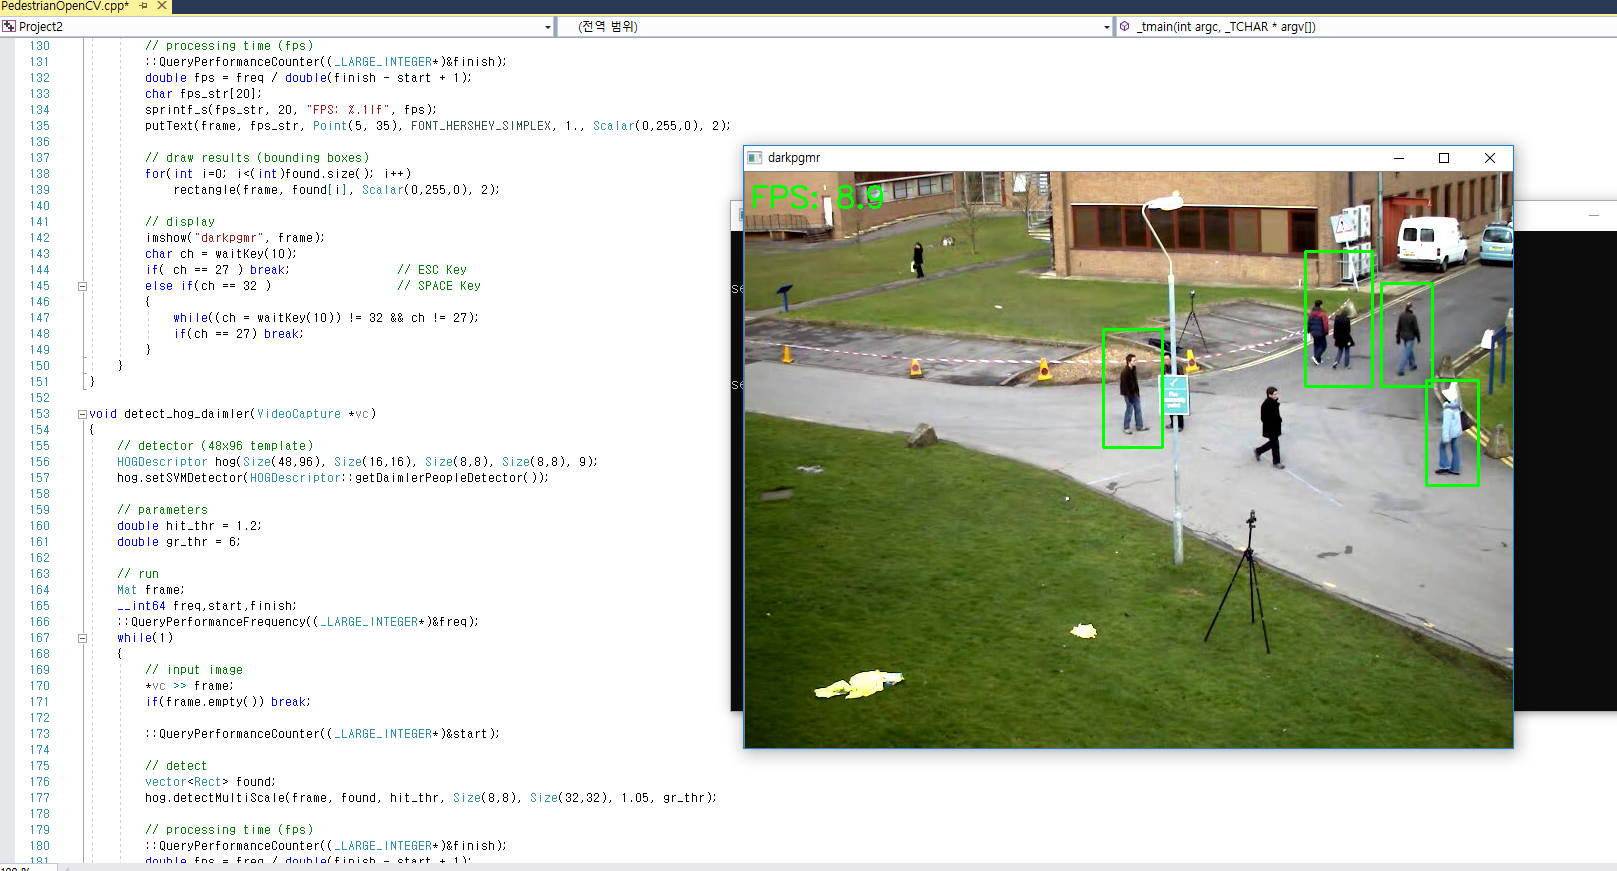 PedestrianOpenCV.cpp*
Project2
(전역 범위)
_tmain(int argc, _TCHAR * argv[])
130 // processing time (fps)
131 ::QueryPerformanceCounter((_LARGE_INTEGER*)&finish);
132 double fps = freq / double(finish - start + 1);
133 char fps_str[20];
134 sprintf_s(fps_str, 20, "FPS: %.1lf", fps);
135 putText(frame, fps_str, Point(5, 35), FONT_HERSHEY_SIMPLEX, 1., Scalar(0,255,0), 2);
136
137 // draw results (bounding boxes)
138 for(int i=0; i<(int)found.size(); i++)
139 rectangle(frame, found[i], Scalar(0,255,0), 2);
140
141 // display
142 imshow("darkpgmr", frame);
143 char ch = waitKey(10);
144 if( ch == 27 ) break; // ESC Key
145 else if(ch == 32 ) // SPACE Key
146 {
147 while((ch = waitKey(10)) != 32 && ch != 27);
148 if(ch == 27) break;
149 }
150 }
151 }
152
153 void detect_hog_daimler(VideoCapture *vc)
154 {
155 // detector (48x96 template)
156 HOGDescriptor hog(Size(48,96), Size(16,16), Size(8,8), Size(8,8), 9);
157 hog.setSVMDetector(HOGDescriptor::getDaimlerPeopleDetector());
158
159 // parameters
160 double hit_thr = 1.2;
161 double gr_thr = 6;
162
163 // run
164 Mat frame;
165 __int64 freq,start,finish;
166 ::QueryPerformanceFrequency((_LARGE_INTEGER*)&freq);
167 while(1)
168 {
169 // input image
170 *vc >> frame;
171 if(frame.empty()) break;
172
173 ::QueryPerformanceCounter((_LARGE_INTEGER*)&start);
174
175 // detect
176 vector<Rect> found;
177 hog.detectMultiScale(frame, found, hit_thr, Size(8,8), Size(32,32), 1.05, gr_thr);
178
179 // processing time (fps)
180 ::QueryPerformanceCounter((_LARGE_INTEGER*)&finish);
181 double fps = freq / double(finish - start + 1);
darkpgmr
FPS: 8.9
se
se